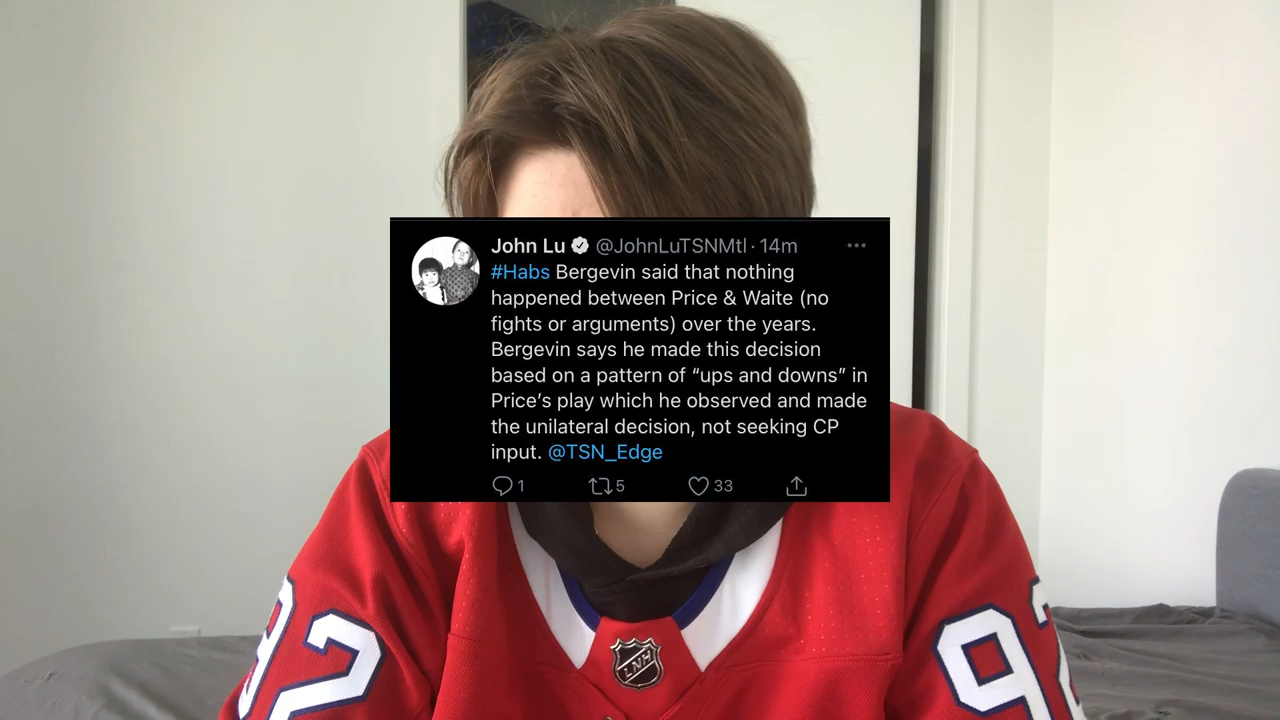 John Lu @JohnLuTSNMtl · 14m
#Habs Bergevin said that nothing
happened between Price & Waite (no
fights or arguments) over the years.
Bergevin says he made this decision
based on a pattern of “ups and downs” in
Price’s play which he observed and made
the unilateral decision, not seeking CP
input. @TSN_Edge
1 5 33
92 92
LNH